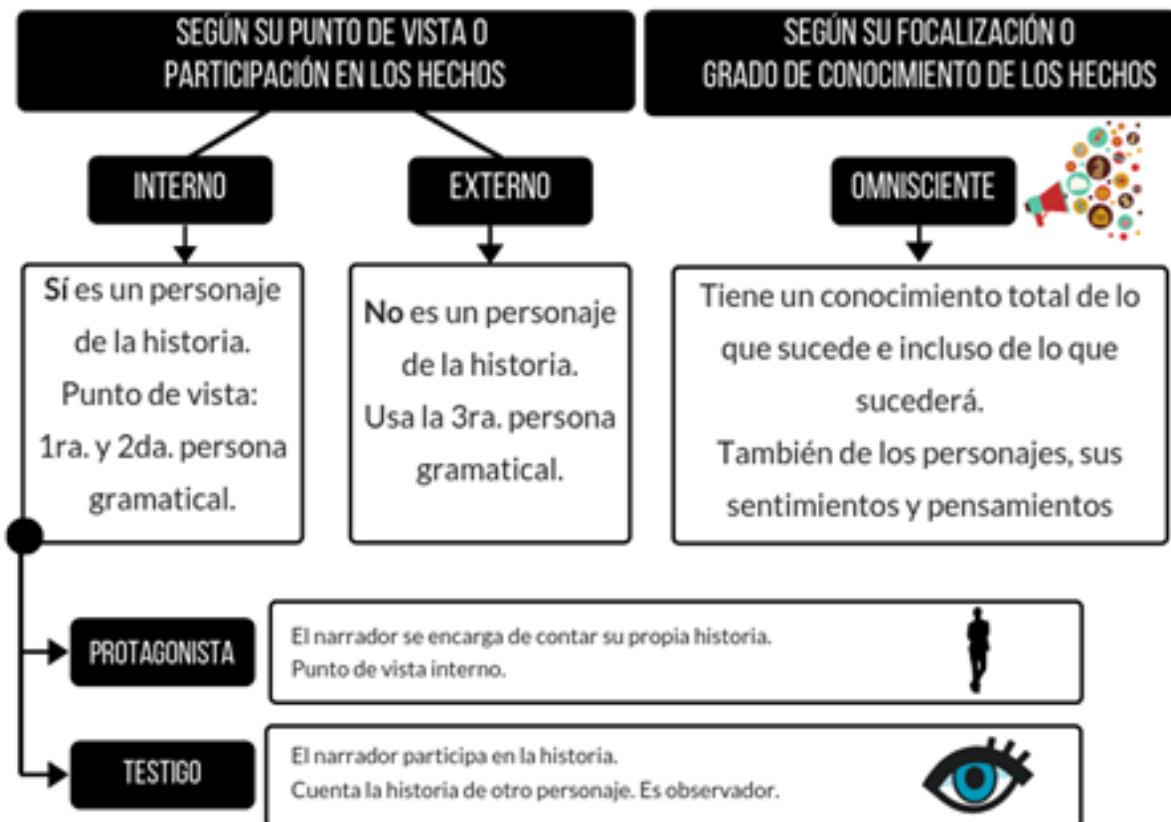 SEGÚN SU PUNTO DE VISTA O
PARTICIPACIÓN EN LOS HECHOS
INTERNO
Sí es un personaje
de la historia.
Punto de vista:
1ra. y 2da. persona
gramatical.
EXTERNO
No es un personaje
de la historia.
Usa la 3ra. persona
gramatical.
SEGÚN SU FOCALIZACIÓN O
GRADO DE CONOCIMIENTO DE LOS HECHOS
OMNISCIENTE
Tiene un conocimiento total de lo
que sucede e incluso de lo que
sucederá.
También de los personajes, sus
sentimientos y pensamientos
PROTAGONISTA
El narrador se encarga de contar su propia historia.
Punto de vista interno.
TESTIGO
El narrador participa en la historia.
Cuenta la historia de otro personaje. Es observador.